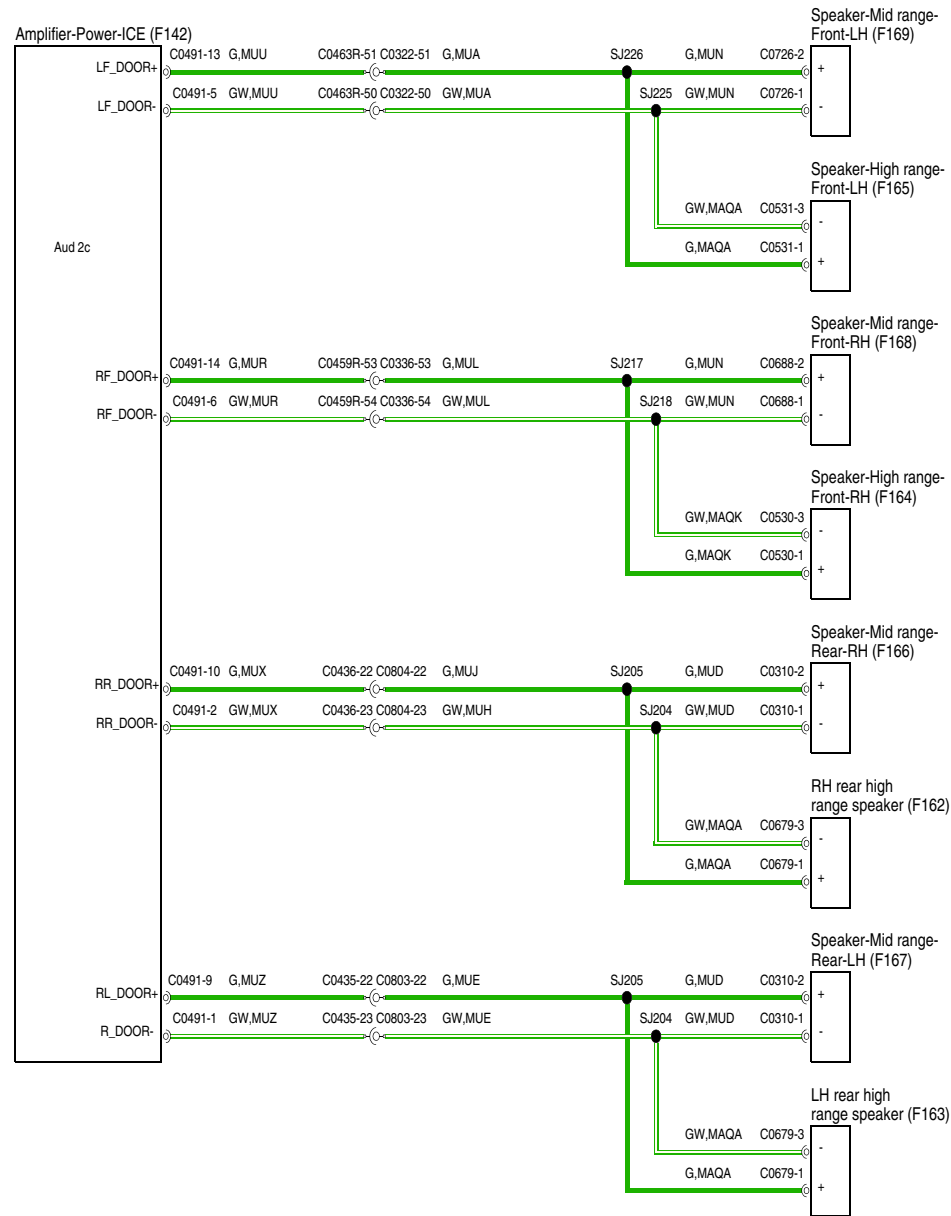 Amplifier-Power-ICE (F142)
Speaker-Mid range-
Front-LH (F169)
LF_DOOR+ C0491-13 G,MUU C0463R-51 C0322-51 G,MUA SJ226 G,MUN C0726-2 +
LF_DOOR- C0491-5 GW,MUU C0463R-50 C0322-50 GW,MUA SJ225 GW,MUN C0726-1 -
Speaker-High range-
Front-LH (F165)
GW,MAQA C0531-3 -
Aud 2c
G,MAQA C0531-1 +
Speaker-Mid range-
Front-RH (F168)
RF_DOOR+ C0491-14 G,MUR C0459R-53 C0336-53 G,MUL SJ217 G,MUN C0688-2 +
RF_DOOR- C0491-6 GW,MUR C0459R-54 C0336-54 GW,MUL SJ218 GW,MUN C0688-1 -
Speaker-High range-
Front-RH (F164)
GW,MAQK C0530-3 -
G,MAQK C0530-1 +
Speaker-Mid range-
Rear-RH (F166)
RR_DOOR+ C0491-10 G,MUX C0436-22 C0804-22 G,MUJ SJ205 G,MUD C0310-2 +
RR_DOOR- C0491-2 GW,MUX C0436-23 C0804-23 GW,MUH SJ204 GW,MUD C0310-1 -
RH rear high
range speaker (F162)
GW,MAQA C0679-3 -
G,MAQA C0679-1 +
Speaker-Mid range-
Rear-LH (F167)
RL_DOOR+ C0491-9 G,MUZ C0435-22 C0803-22 G,MUE SJ205 G,MUD C0310-2 +
R_DOOR- C0491-1 GW,MUZ C0435-23 C0803-23 GW,MUE SJ204 GW,MUD C0310-1 -
LH rear high
range speaker (F163)
GW,MAQA C0679-3 -
G,MAQA C0679-1 +